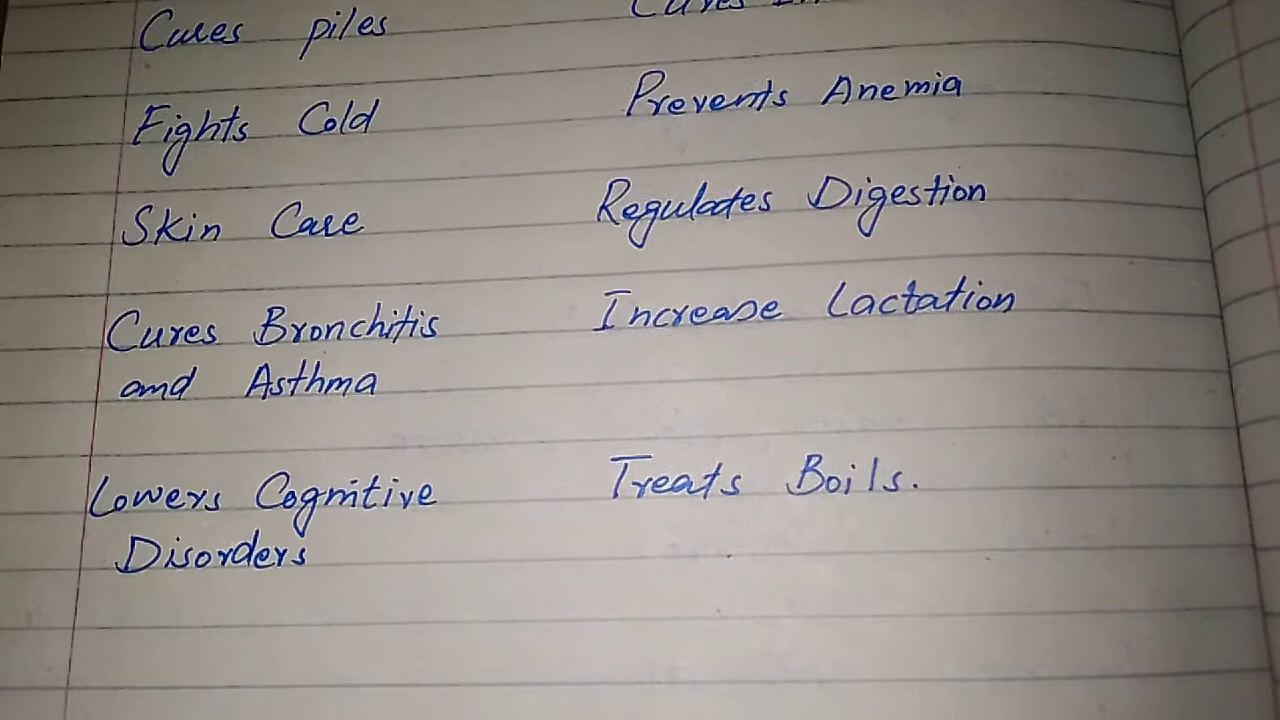 Cures piles
Cures
Fights Cold
Prevents Anemia
Skin Care
Regulates Digestion
Cures Bronchitis
and Asthma
Increase Lactation
Lowers Cognitive
Disorders
Treats Boils.